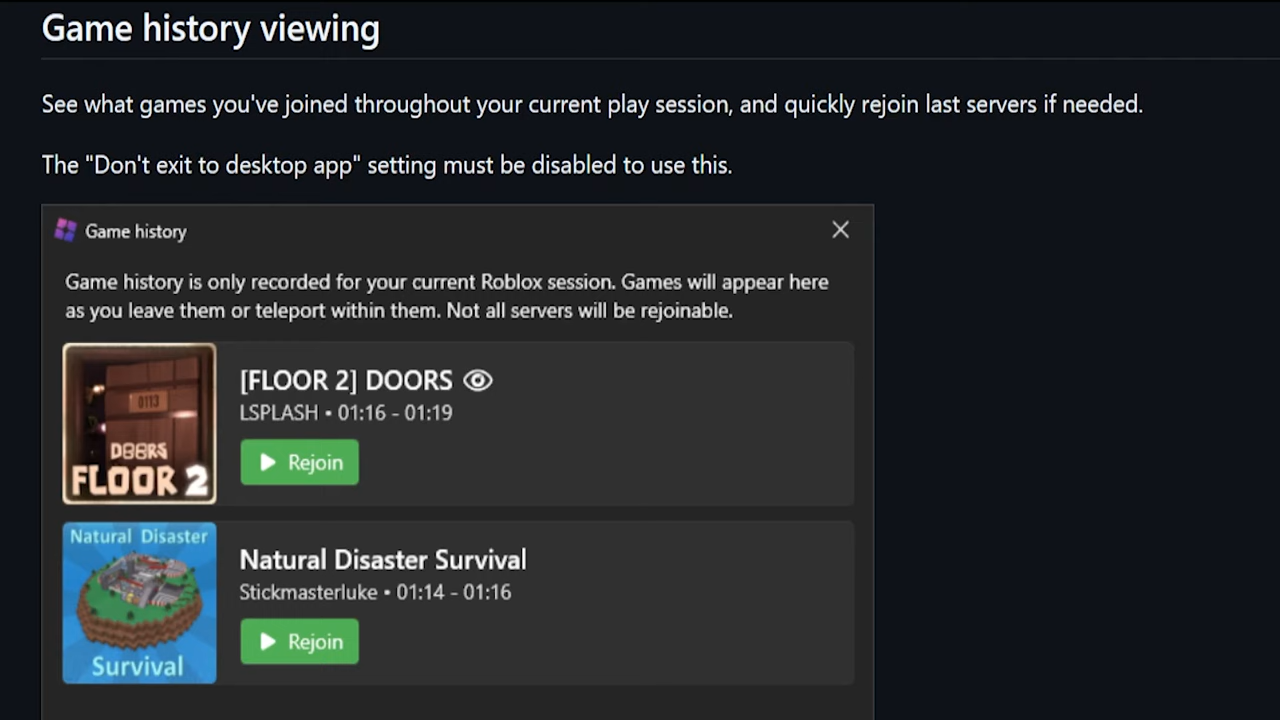 Game history viewing
See what games you've joined throughout your current play session, and quickly rejoin last servers if needed.
The "Don't exit to desktop app" setting must be disabled to use this.
Game history
Game history is only recorded for your current Roblox session. Games will appear here
as you leave them or teleport within them. Not all servers will be rejoinable.
0113
DOORS
FLOOR 2
[FLOOR 2] DOORS
LSPLASH • 01:16 - 01:19
Rejoin
Natural Disaster
Survival
Natural Disaster Survival
Stickmasterluke • 01:14 - 01:16
Rejoin